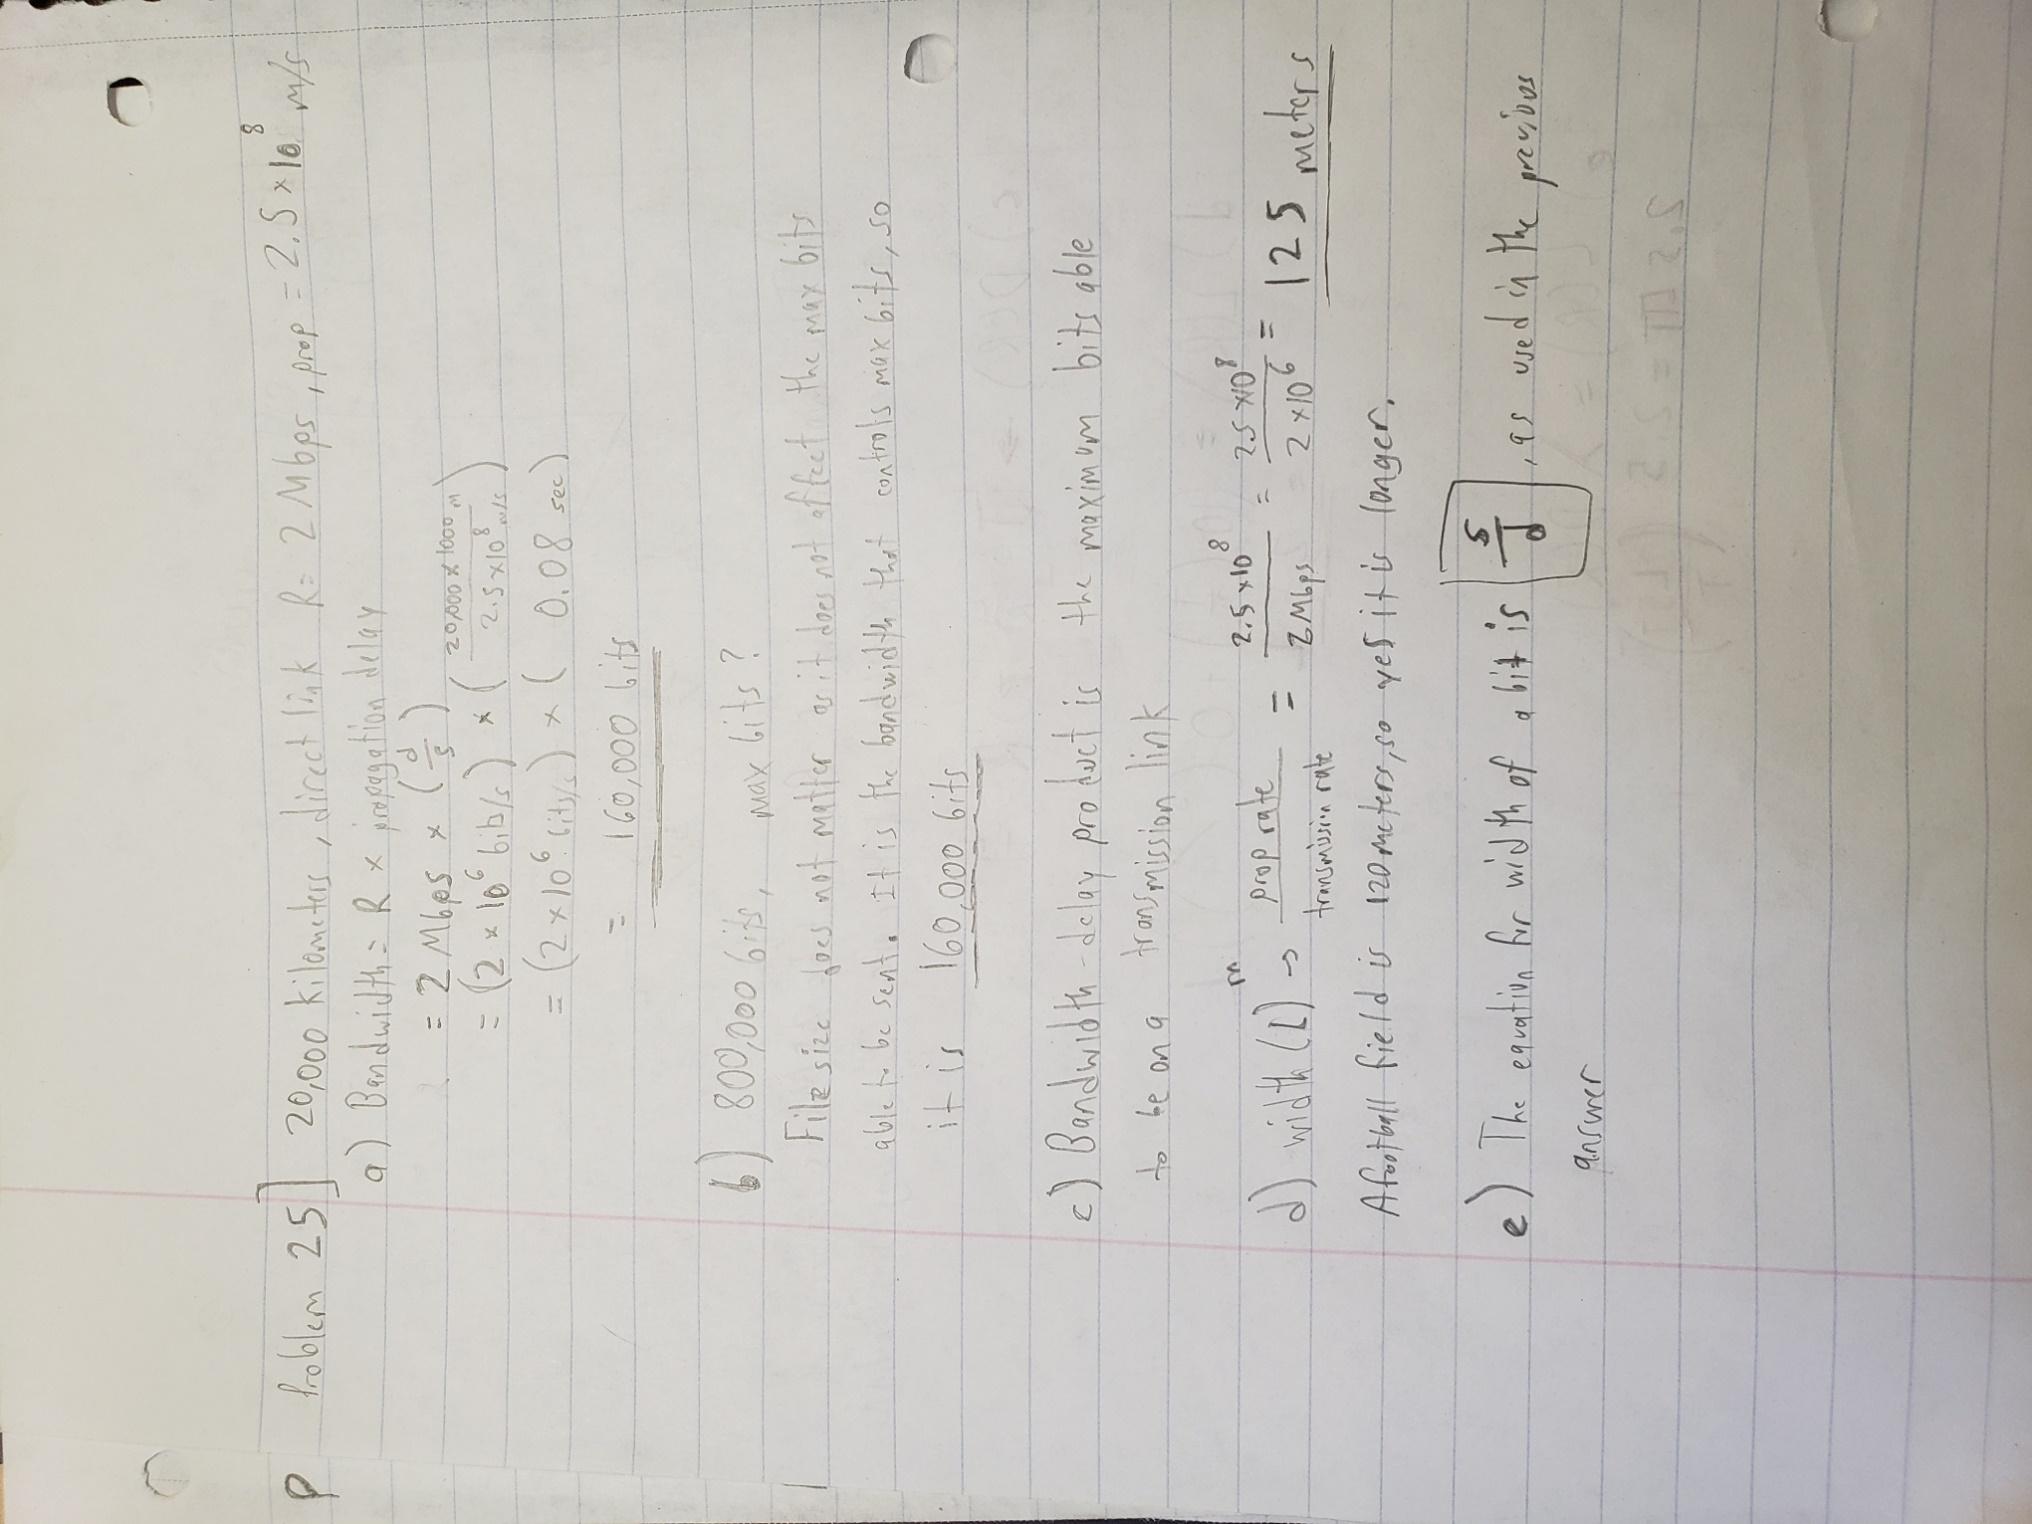 P Problem 25] 20,000 kilometers, direct link R = 2 Mbps, prop = 2.5 × 10^8 m/s
a) Bandwidth = R × propagation delay
= 2 Mbps × (d/s)
= (2 × 10^6 bits/s) × (20,000 × 1000 m / 2.5 × 10^8 m/s)
= (2 × 10^6 bits/s) × (0.08 sec)
= 160,000 bits
b) 800,000 bits, max bits?
File size does not matter as it does not affect the max bits
able to be sent. It is the bandwidth that controls max bits, so
it is 160,000 bits
c) Bandwidth-delay product is the maximum bits able
to be on a transmission link
d) width (L) m → prop rate / transmission rate = 2.5 × 10^8 / 2 Mbps = 2.5 × 10^8 / 2 × 10^6 = 125 meters
A football field is 120 meters, so yes it is longer.
e) The equation for width of a bit is s/d, as used in the previous
answer